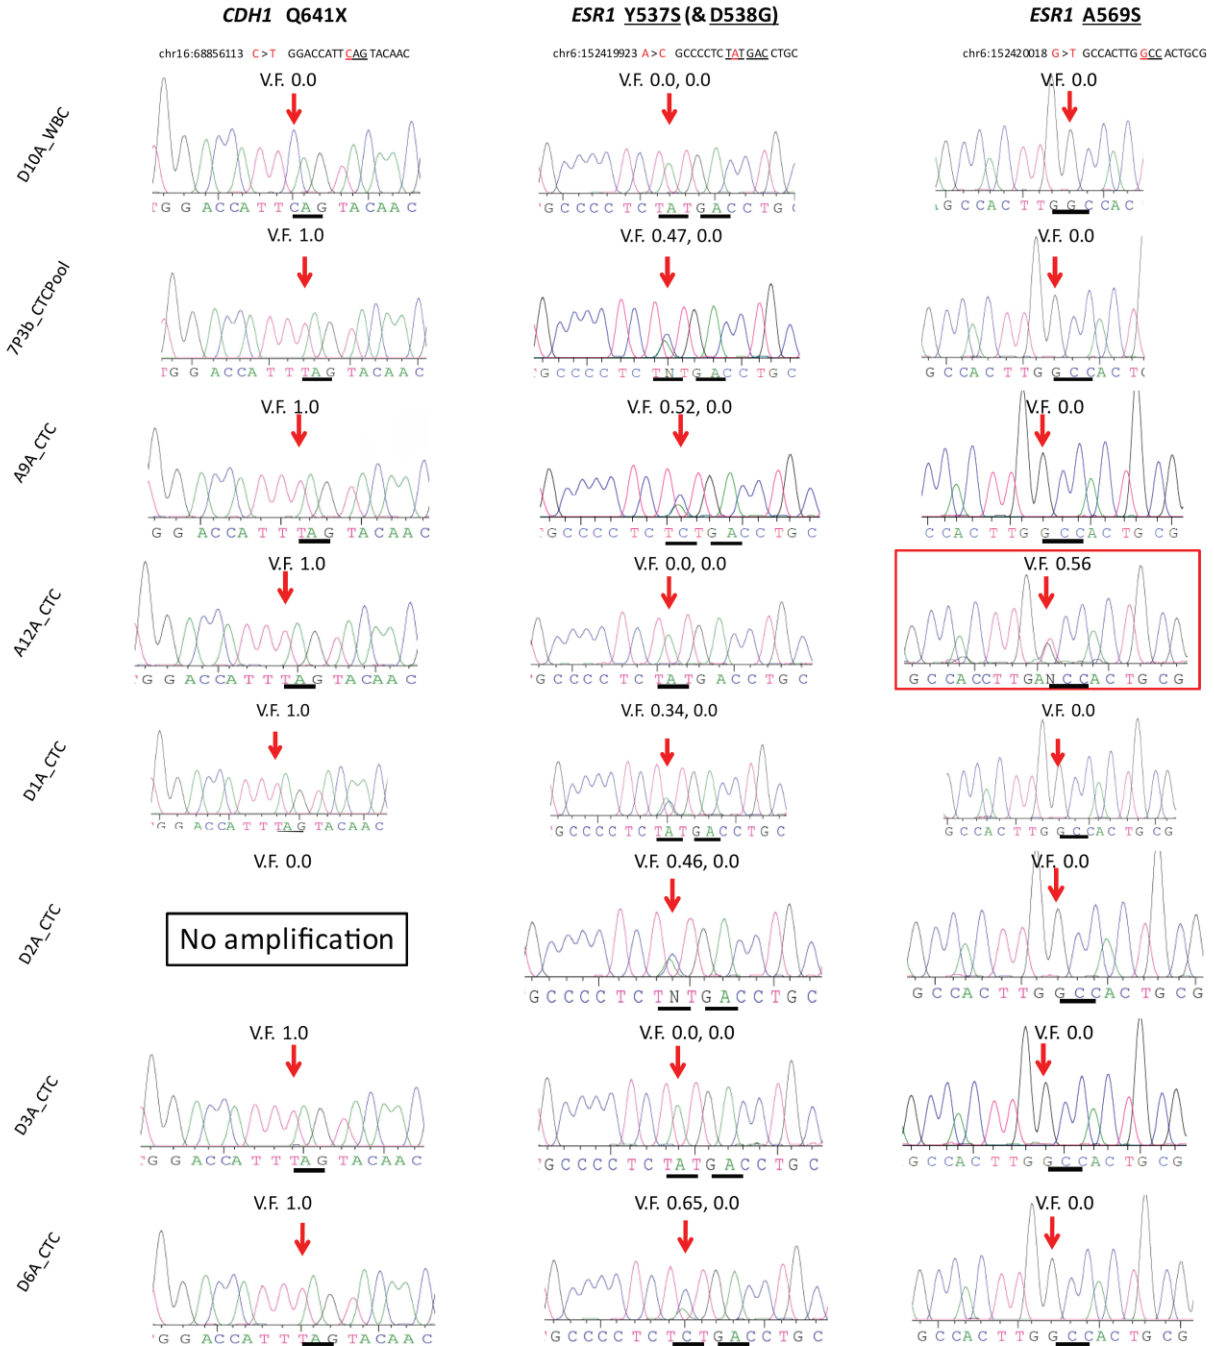 CDH1 Q641X ESR1 Y537S (& D538G) ESR1 A569S
chr16:68856113 C > T GGACCATT CAG TACAAC chr6:152419923 A > C GCCCCTC TAT GAC CTGC chr6:152420018 G > T GCCACTTG GCC ACTGCG
D10A_WBC
V.F. 0.0 V.F. 0.0, 0.0 V.F. 0.0
G G A C C A T T C A G T A C A A C G C C C C T C T A T G A C C T G C G C C A C T T G G C C A C
7P3b_CTCPool
V.F. 1.0 V.F. 0.47, 0.0 V.F. 0.0
T G G A C C A T T T A G T A C A A C G C C C C T C T N T G A C C T G C G C C A C T T G G C C A C T
A9A_CTC
V.F. 1.0 V.F. 0.52, 0.0 V.F. 0.0
G G A C C A T T T A G T A C A A C G C C C C T C T C T G A C C T G C C C A C T T G G C C A C T G C G
A12A_CTC
V.F. 1.0 V.F. 0.0, 0.0 V.F. 0.56
T G G A C C A T T T A G T A C A A C G C C C C T C T A T G A C C T G C G C C A C C T T G A N C C A C T G C G
D1A_CTC
V.F. 1.0 V.F. 0.34, 0.0 V.F. 0.0
G G A C C A T T T A G T A C A A C G C C C C T C T A T G A C C T G C G C C A C T T G G C C A C T G C G
D2A_CTC
V.F. 0.0 V.F. 0.46, 0.0 V.F. 0.0
No amplification
G C C C C T C T N T G A C C T G C G C C A C T T G G C C A C T G C G
D3A_CTC
V.F. 1.0 V.F. 0.0, 0.0 V.F. 0.0
G G A C C A T T T A G T A C A A C G C C C C T C T A T G A C C T G C G C C A C T T G G C C A C T G C G
D6A_CTC
V.F. 1.0 V.F. 0.65, 0.0 V.F. 0.0
G G A C C A T T T A G T A C A A C G C C C C T C T C T G A C C T G C G C C A C T T G G C C A C T G C G